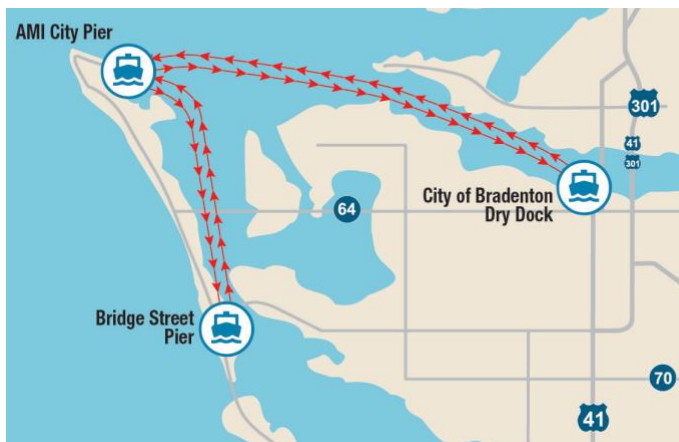 AMI City Pier
301
41
301
City of Bradenton
Dry Dock
64
Bridge Street
Pier
70
41